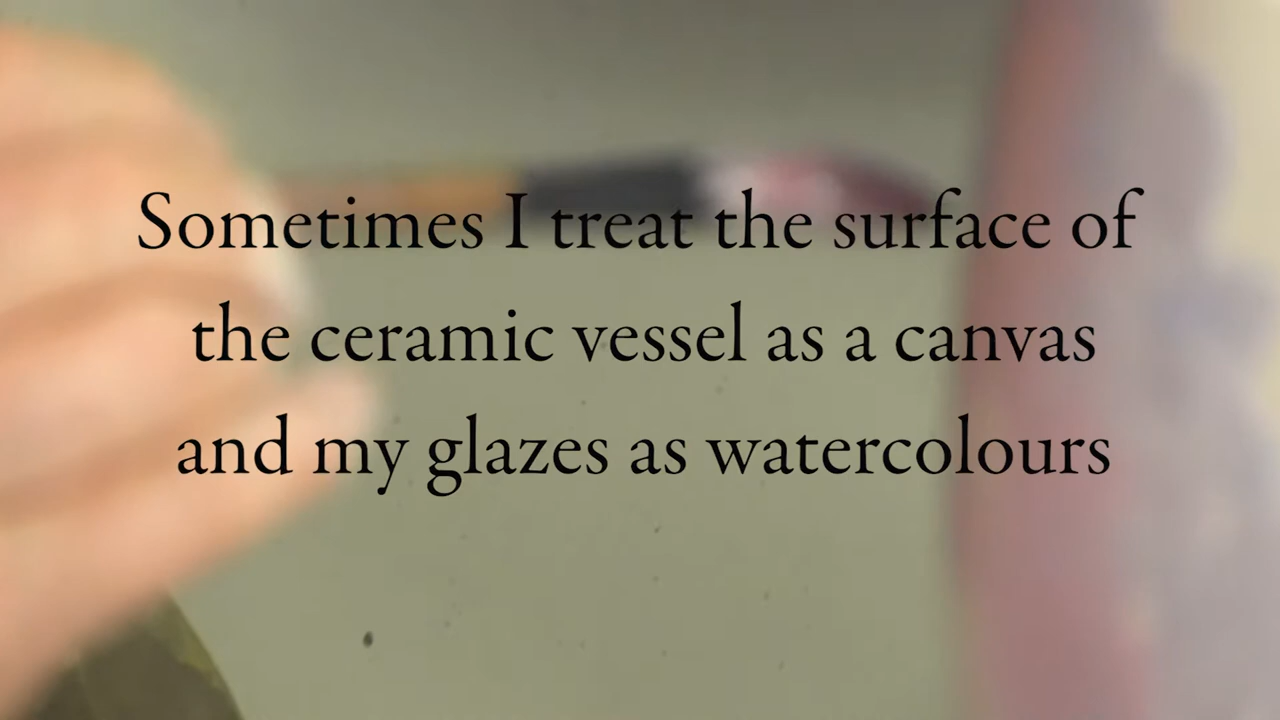 Sometimes I treat the surface of
the ceramic vessel as a canvas
and my glazes as watercolours